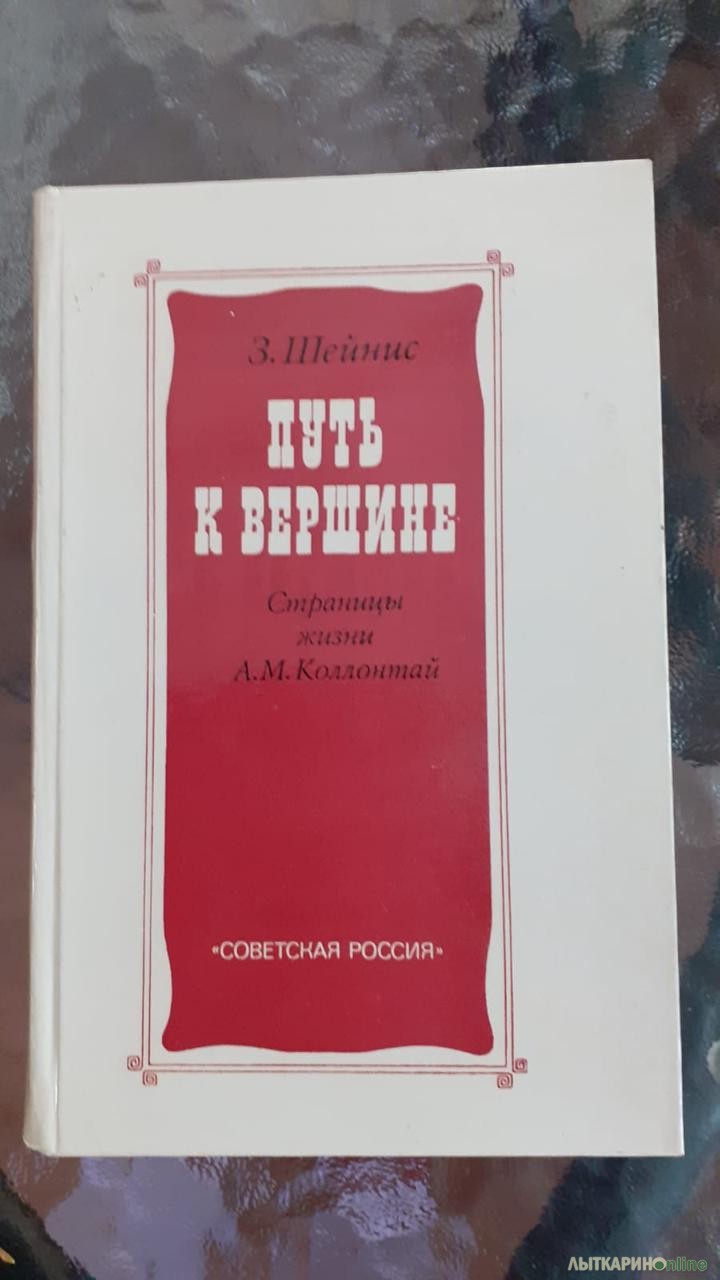 З. Шейнис
ПУТЬ
К ВЕРШИНЕ
Страницы
жизни
А.М.Коллонтай
«СОВЕТСКАЯ РОССИЯ»
ЛЫТКАРИНОonline